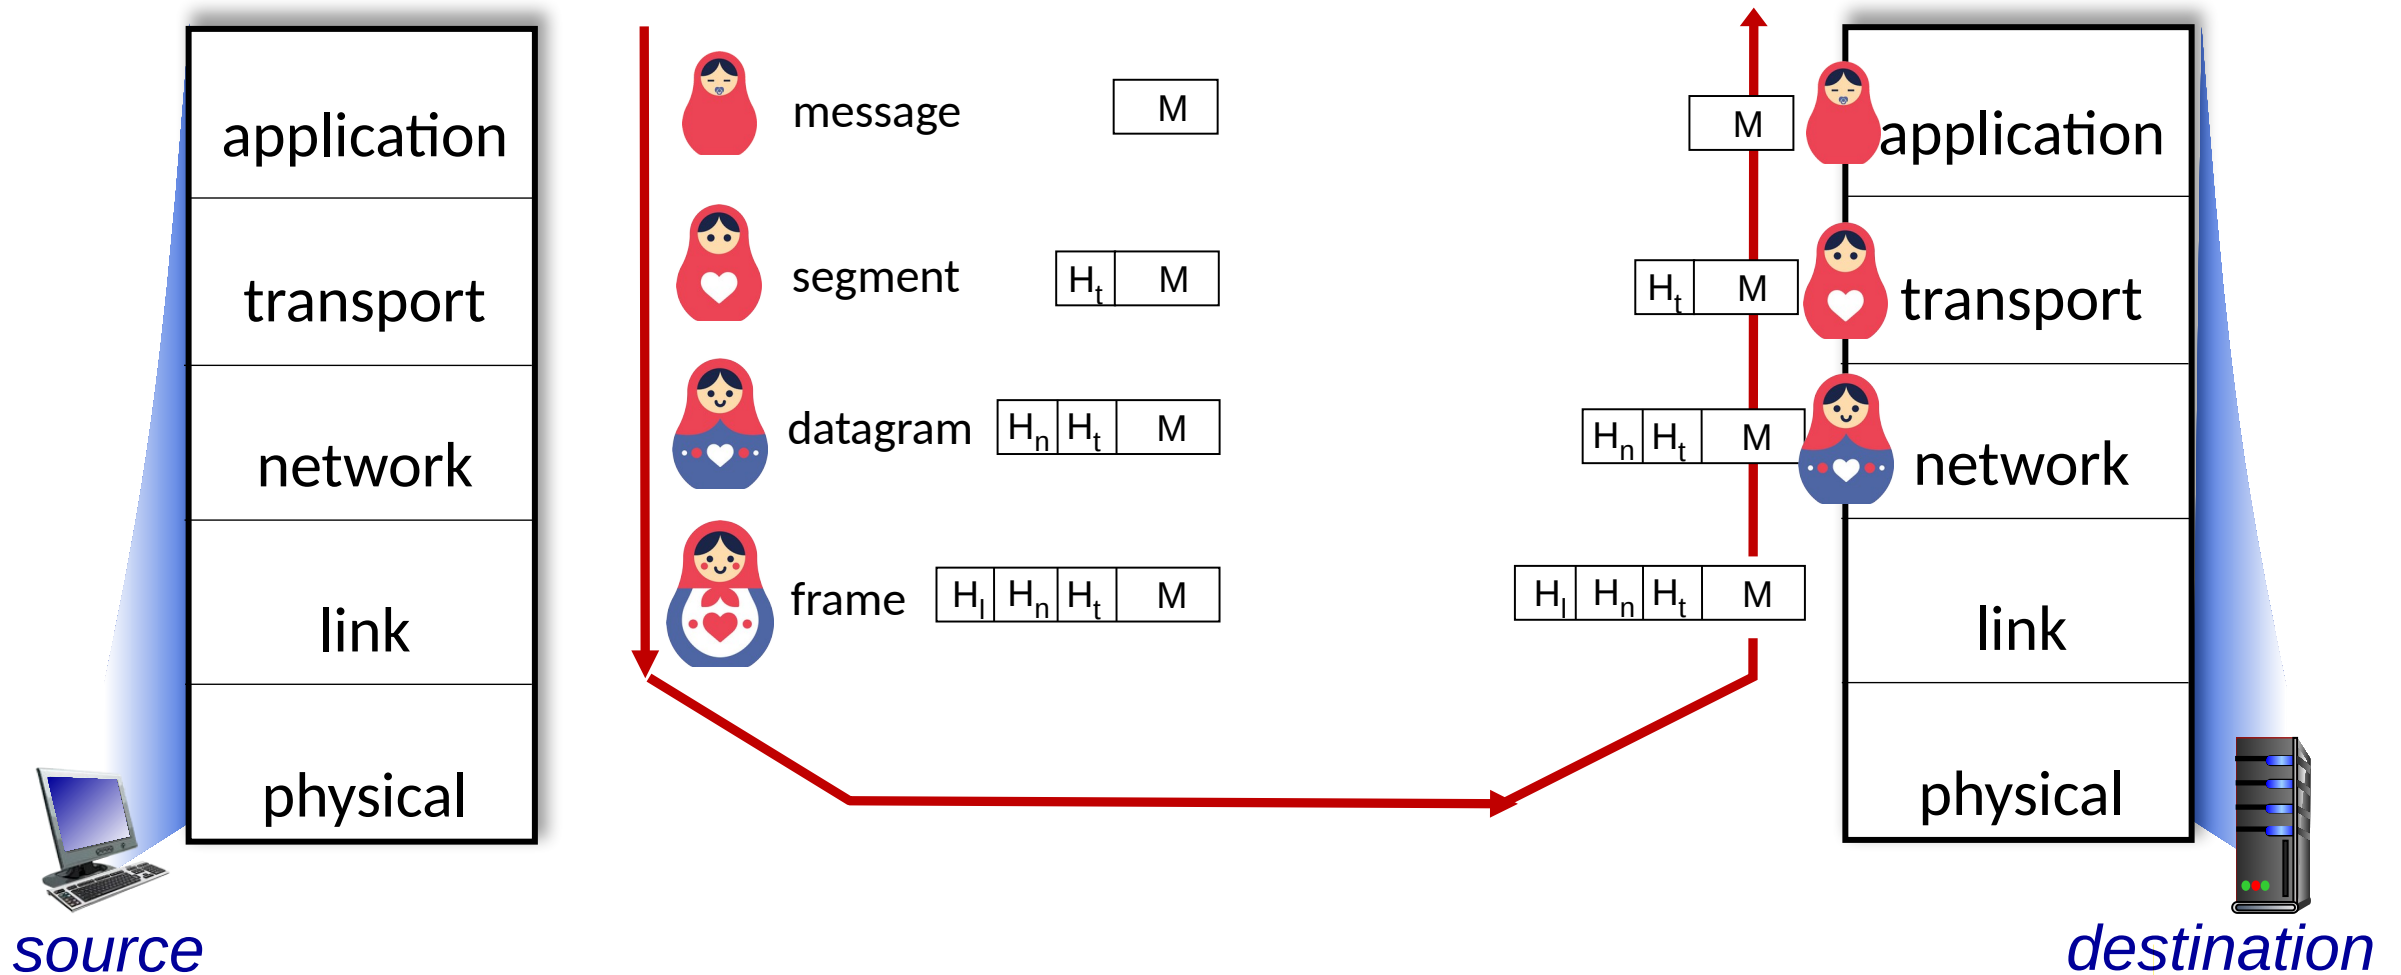 application
transport
network
link
physical
source
message M
segment Ht M
datagram Hn Ht M
frame Hl Hn Ht M
M
Ht M
Hn Ht M
Hl Hn Ht M
application
transport
network
link
physical
destination